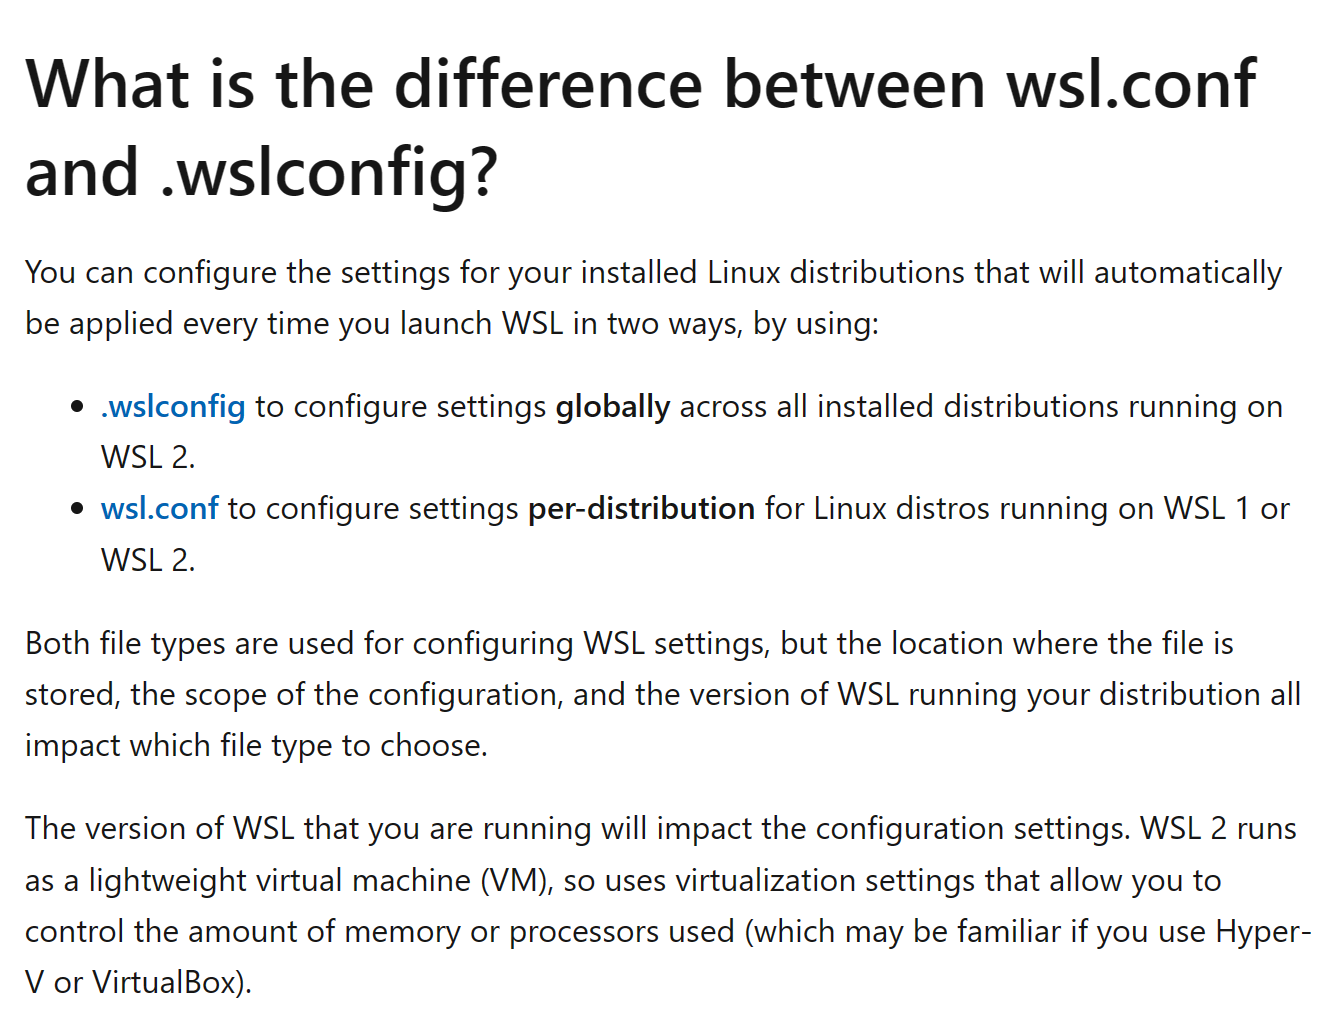 What is the difference between wsl.conf
and .wslconfig?
You can configure the settings for your installed Linux distributions that will automatically
be applied every time you launch WSL in two ways, by using:
• .wslconfig to configure settings globally across all installed distributions running on
WSL 2.
• wsl.conf to configure settings per-distribution for Linux distros running on WSL 1 or
WSL 2.
Both file types are used for configuring WSL settings, but the location where the file is
stored, the scope of the configuration, and the version of WSL running your distribution all
impact which file type to choose.
The version of WSL that you are running will impact the configuration settings. WSL 2 runs
as a lightweight virtual machine (VM), so uses virtualization settings that allow you to
control the amount of memory or processors used (which may be familiar if you use Hyper-
V or VirtualBox).